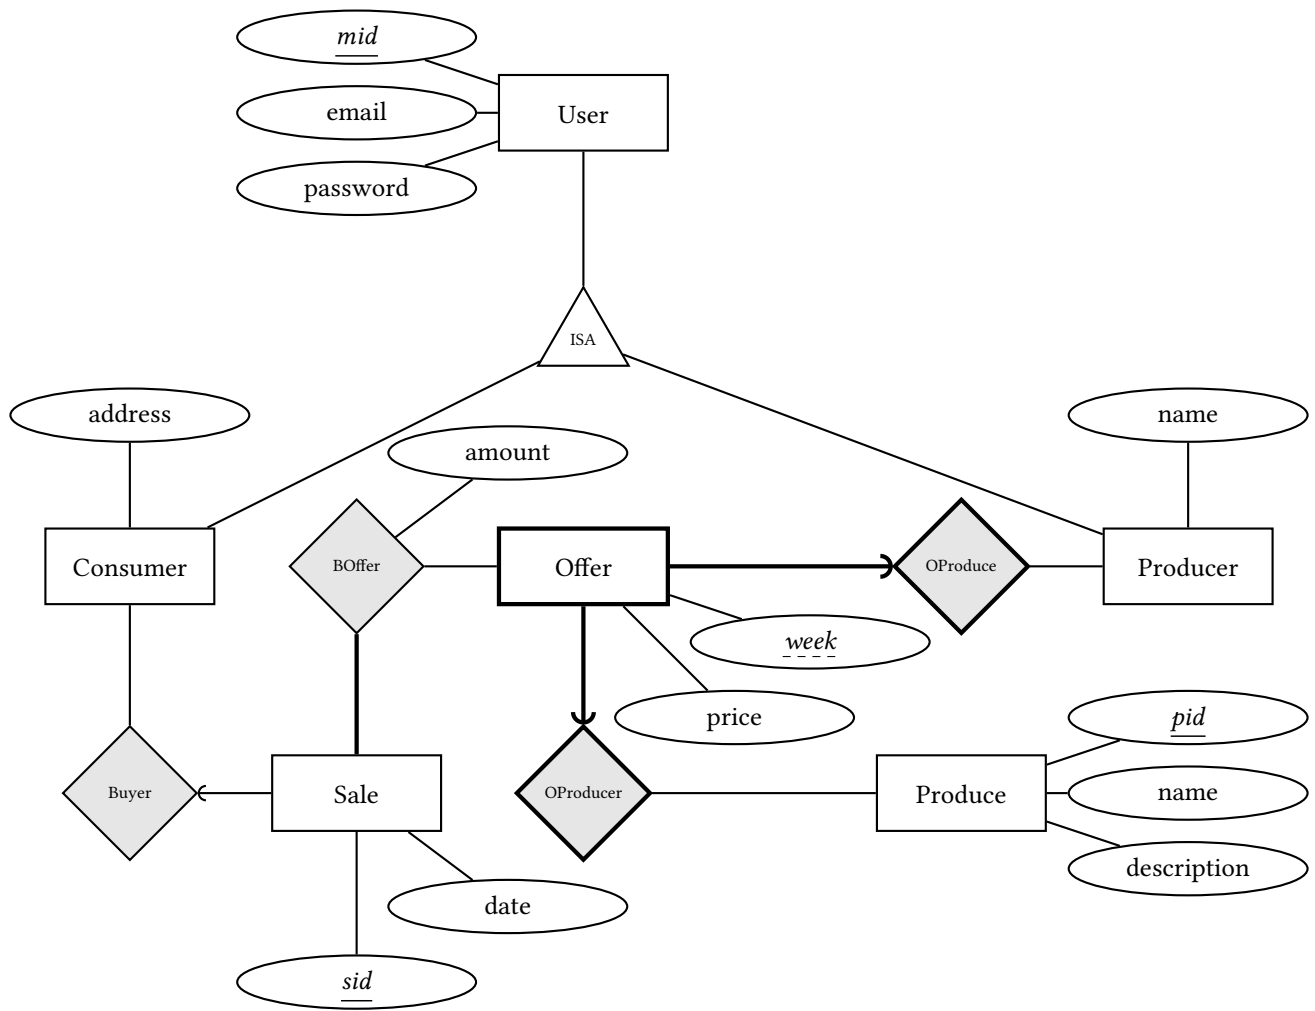 mid
email
User
password
ISA
address
name
amount
Consumer
BOffer
Offer
OProduce
Producer
week
price
pid
Buyer
Sale
OProducer
Produce
name
description
date
sid